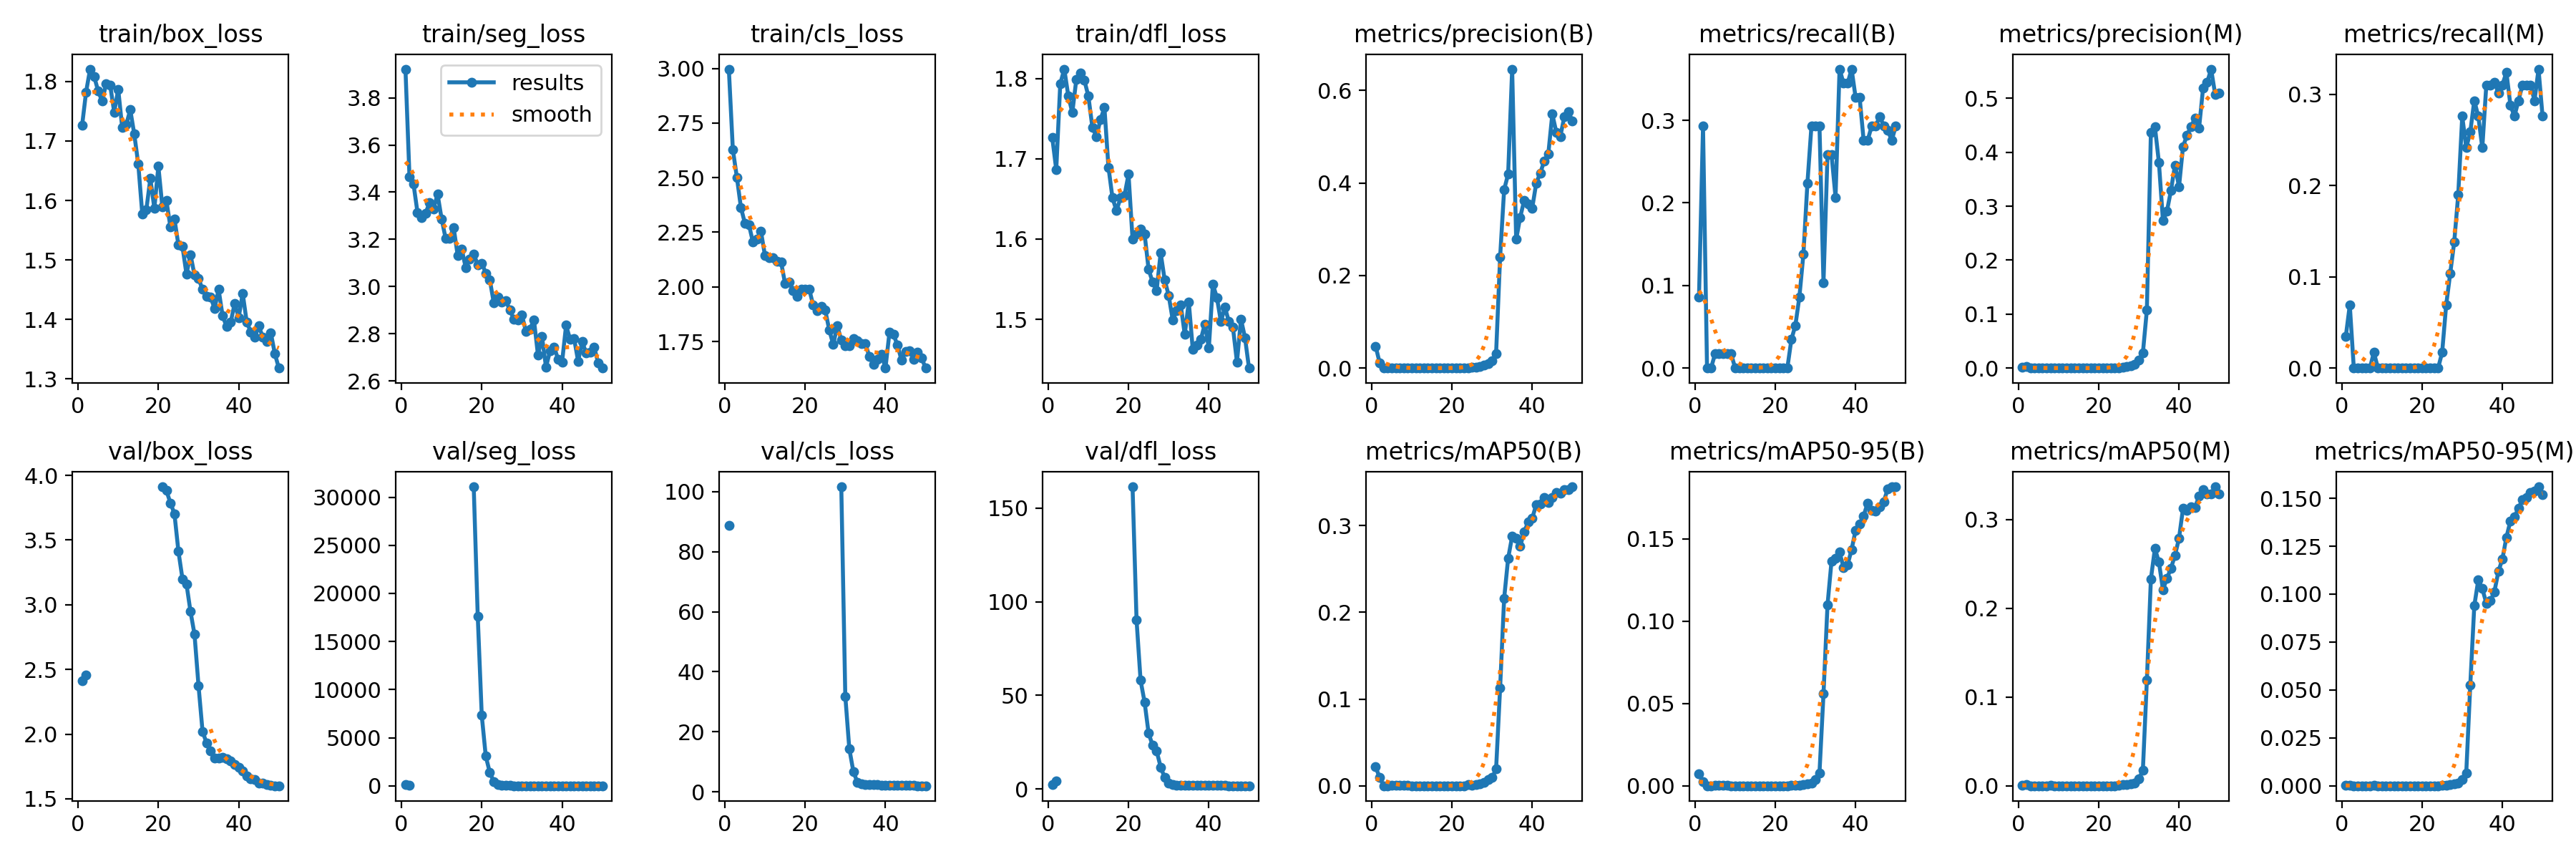 train/box_loss
train/seg_loss
train/cls_loss
train/dfl_loss
metrics/precision(B)
metrics/recall(B)
metrics/precision(M)
metrics/recall(M)
1.8
1.7
1.6
1.5
1.4
1.3
0 20 40
results
smooth
3.8
3.6
3.4
3.2
3.0
2.8
2.6
0 20 40
3.00
2.75
2.50
2.25
2.00
1.75
0 20 40
1.8
1.7
1.6
1.5
0 20 40
0.6
0.4
0.2
0.0
0 20 40
0.3
0.2
0.1
0.0
0 20 40
0.5
0.4
0.3
0.2
0.1
0.0
0 20 40
0.3
0.2
0.1
0.0
0 20 40
val/box_loss
val/seg_loss
val/cls_loss
val/dfl_loss
metrics/mAP50(B)
metrics/mAP50-95(B)
metrics/mAP50(M)
metrics/mAP50-95(M)
4.0
3.5
3.0
2.5
2.0
1.5
0 20 40
30000
25000
20000
15000
10000
5000
0
0 20 40
100
80
60
40
20
0
0 20 40
150
100
50
0
0 20 40
0.3
0.2
0.1
0.0
0 20 40
0.15
0.10
0.05
0.00
0 20 40
0.3
0.2
0.1
0.0
0 20 40
0.150
0.125
0.100
0.075
0.050
0.025
0.000
0 20 40